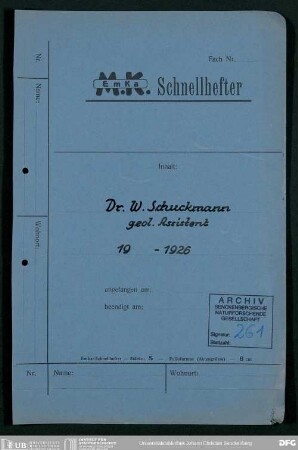 Fach Nr.
EmKa
M.K. Schnellhefter
Nr.
Name:
Wohnort:
Inhalt:
Dr. W. Schuckmann
geol. Assistent
19 - 1926
angefangen am:
beendigt am:
ARCHIV
SENCKENBERGISCHE
NATURFORSCHENDE
GESELLSCHAFT
Signatur: 261
Nr. Name: Wohnort:
UB
DFG